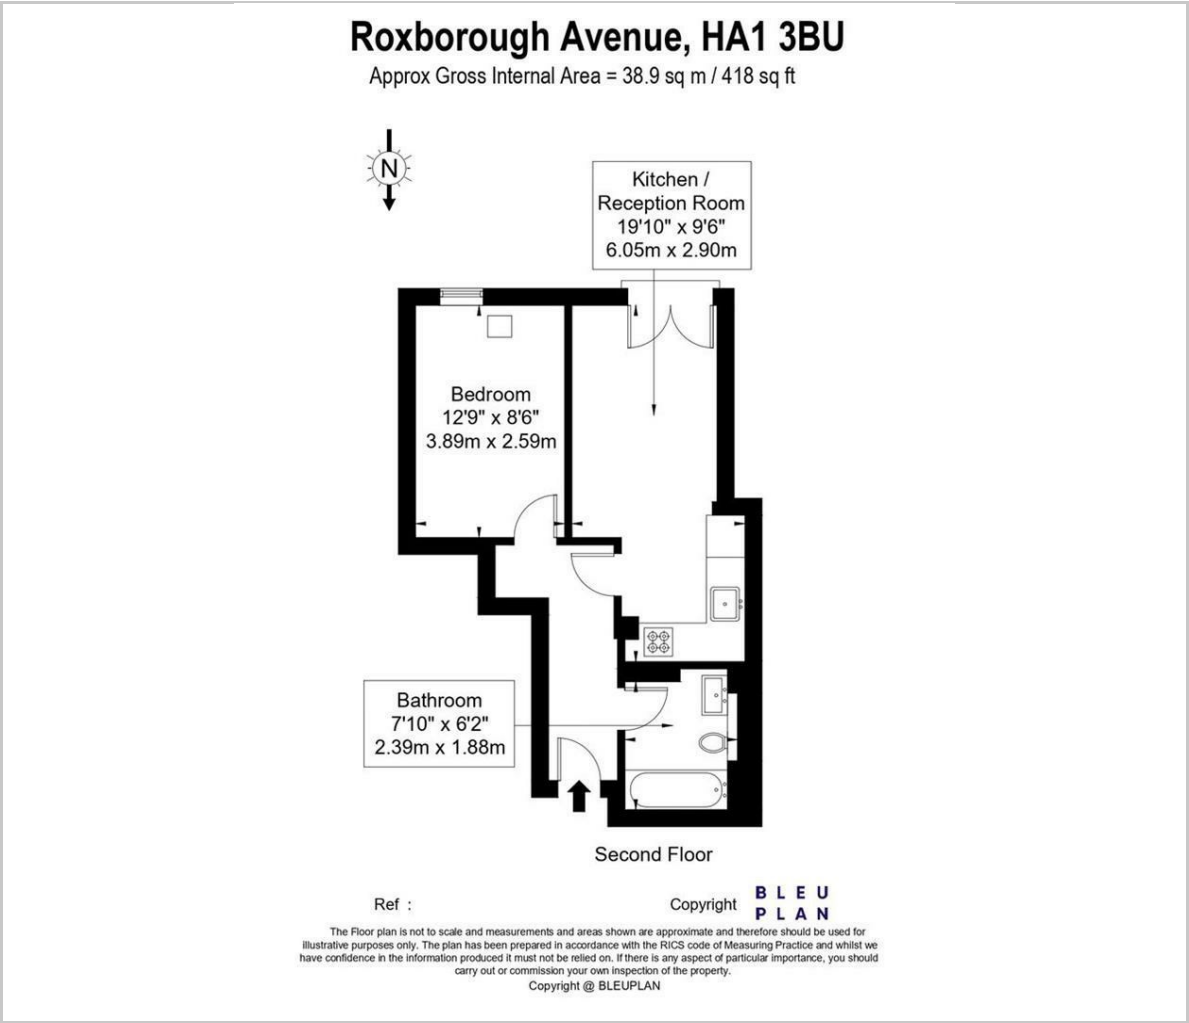 Roxborough Avenue, HA1 3BU
Approx Gross Internal Area = 38.9 sq m / 418 sq ft
N
Kitchen /
Reception Room
19'10" x 9'6"
6.05m x 2.90m
Bedroom
12'9" x 8'6"
3.89m x 2.59m
Bathroom
7'10" x 6'2"
2.39m x 1.88m
Second Floor
Ref :
Copyright
BLEU
PLAN
The Floor plan is not to scale and measurements and areas shown are approximate and therefore should be used for
illustrative purposes only. The plan has been prepared in accordance with the RICS code of Measuring Practice and whilst we
have confidence in the information produced it must not be relied on. If there is any aspect of particular importance, you should
carry out or commission your own inspection of the property.
Copyright @ BLEUPLAN